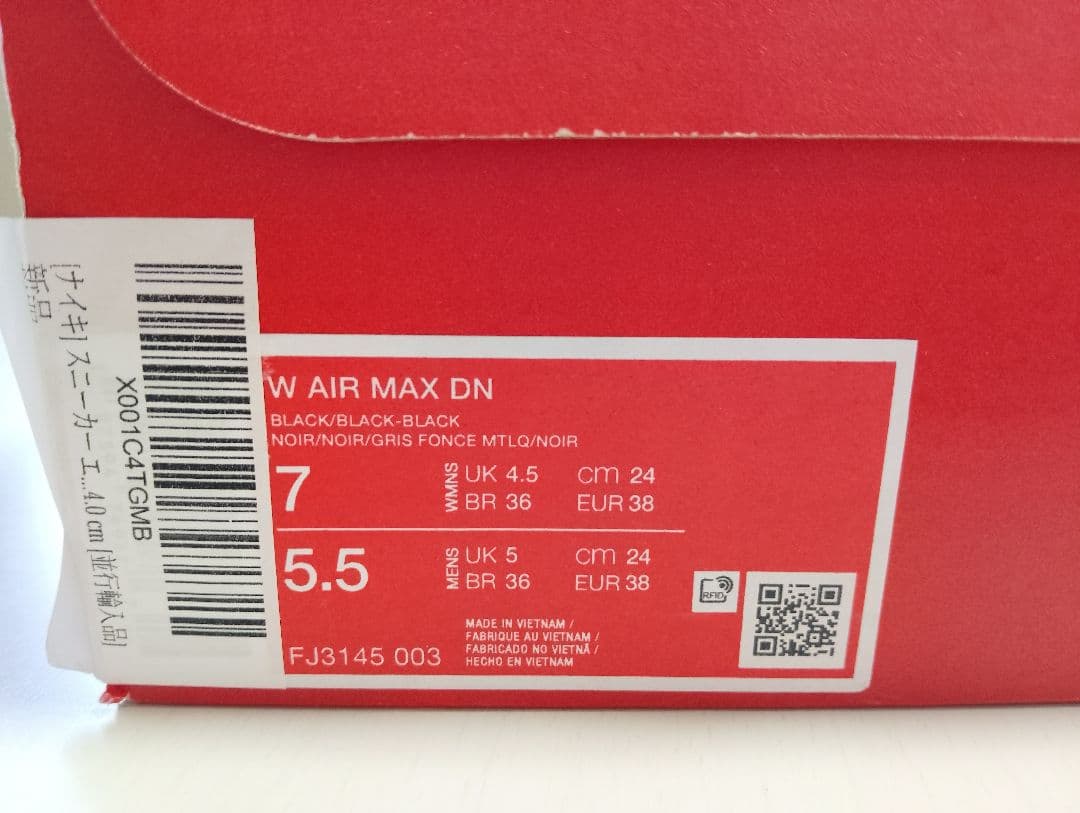 [ナイキ] スニーカー エ...4.0 cm [並行輸入品]
新品
X001C4TGMB
W AIR MAX DN
BLACK/BLACK-BLACK
NOIR/NOIR/GRIS FONCE MTLQ/NOIR
7
WMNS
UK 4.5 cm 24
BR 36 EUR 38
5.5
MENS
UK 5 cm 24
BR 36 EUR 38
FJ3145 003
MADE IN VIETNAM /
FABRIQUE AU VIETNAM /
FABRICADO NO VIETNÃ /
HECHO EN VIETNAM
RFID